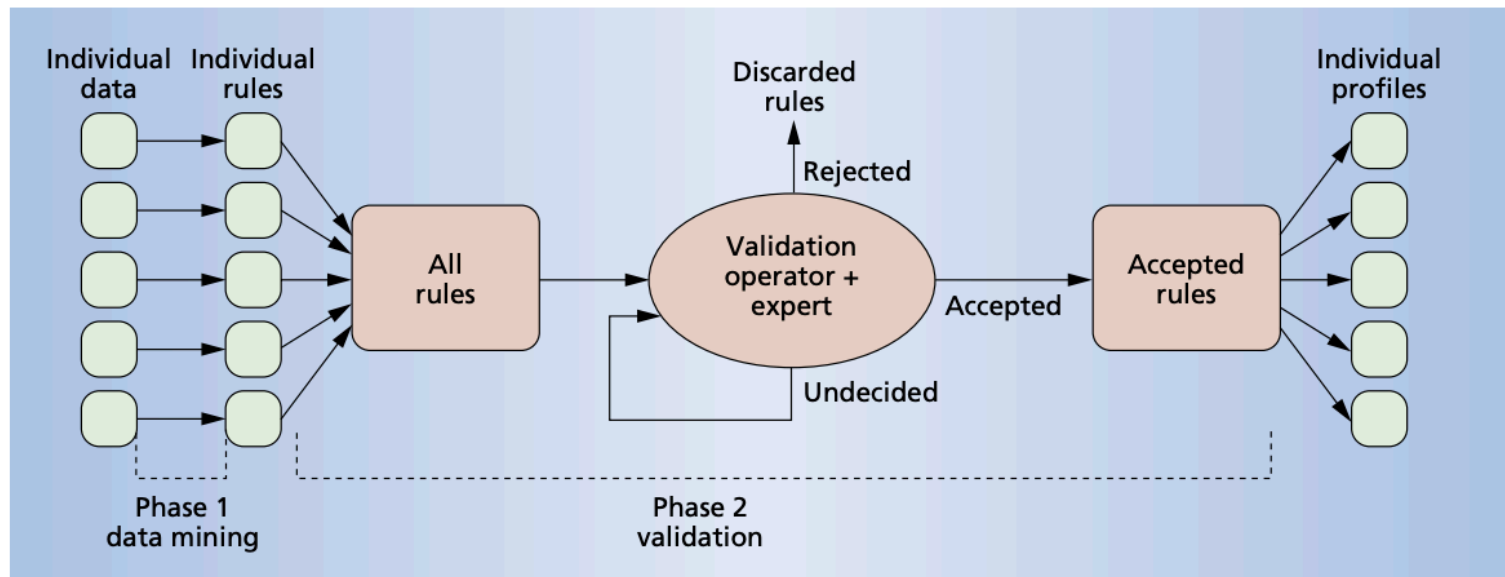 Individual
data
Individual
rules
Discarded
rules
Individual
profiles
Rejected
All
rules
Validation
operator +
expert
Accepted
Accepted
rules
Undecided
Phase 1
data mining
Phase 2
validation